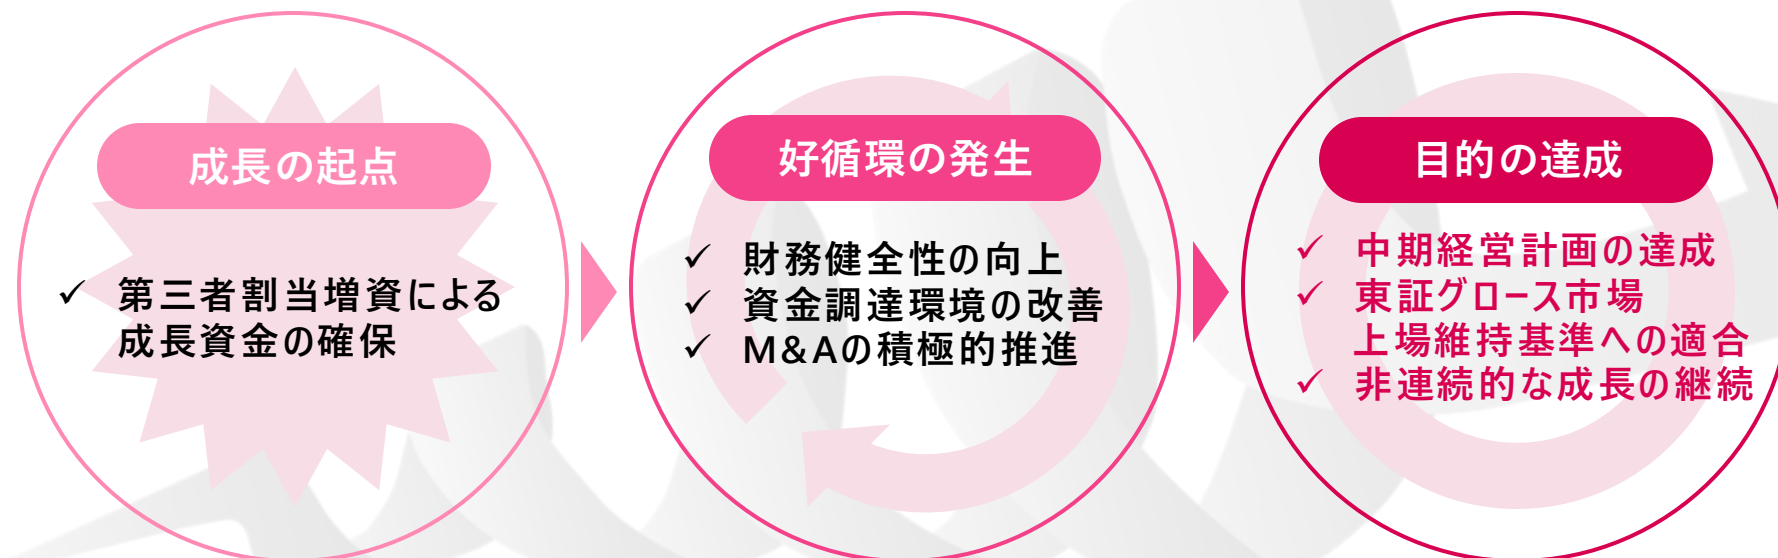 成長の起点
✓ 第三者割当増資による
成長資金の確保
好循環の発生
✓ 財務健全性の向上
✓ 資金調達環境の改善
✓ M&Aの積極的推進
目的の達成
✓ 中期経営計画の達成
✓ 東証グロース市場
上場維持基準への適合
✓ 非連続的な成長の継続